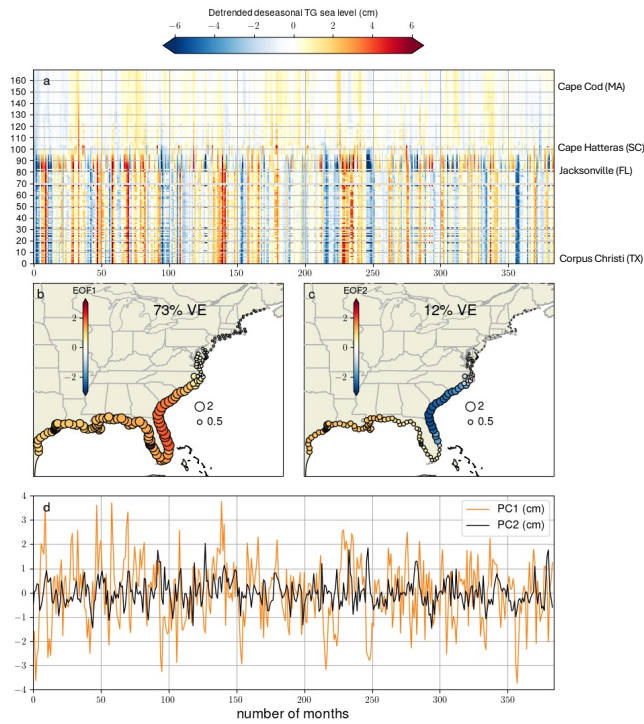 Detrended deseasonal TG sea level (cm)
−6 −4 −2 0 2 4 6
a
160
150
140
130
120
110
100
90
80
70
60
50
40
30
20
10
0
Cape Cod (MA)
Cape Hatteras (SC)
Jacksonville (FL)
Corpus Christi (TX)
0 50 100 150 200 250 300 350
b
EOF1
73% VE
2
0
−2
2
0.5
c
EOF2
12% VE
2
0
−2
2
0.5
d
PC1 (cm)
PC2 (cm)
4
3
2
1
0
−1
−2
−3
−4
0 50 100 150 200 250 300 350
number of months